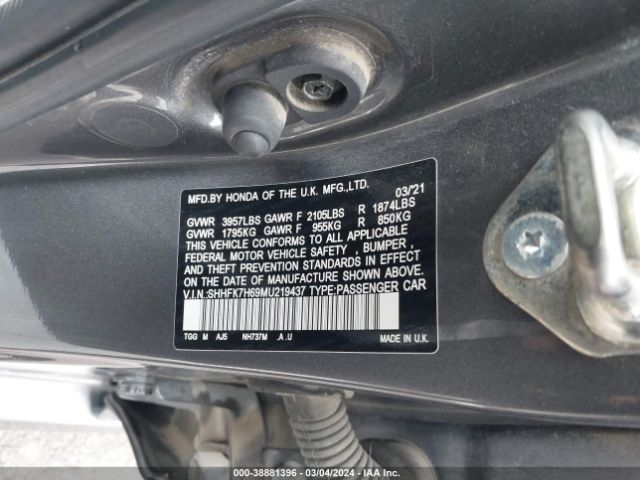 MFD.BY HONDA OF THE U.K. MFG.,LTD. 03/'21
GVWR 3957LBS GAWR F 2105LBS R 1874LBS
GVWR 1795KG GAWR F 955KG R 850KG
THIS VEHICLE CONFORMS TO ALL APPLICABLE
FEDERAL MOTOR VEHICLE SAFETY , BUMPER ,
AND THEFT PREVENTION STANDARDS IN EFFECT
ON THE DATE OF MANUFACTURE SHOWN ABOVE.
V.I.N.:SHHFK7H69MU219437 TYPE:PASSENGER CAR
TGG M AJ5 NH737M .A .U MADE IN U.K.
000-38881396 - 03/04/2024 - IAA Inc.